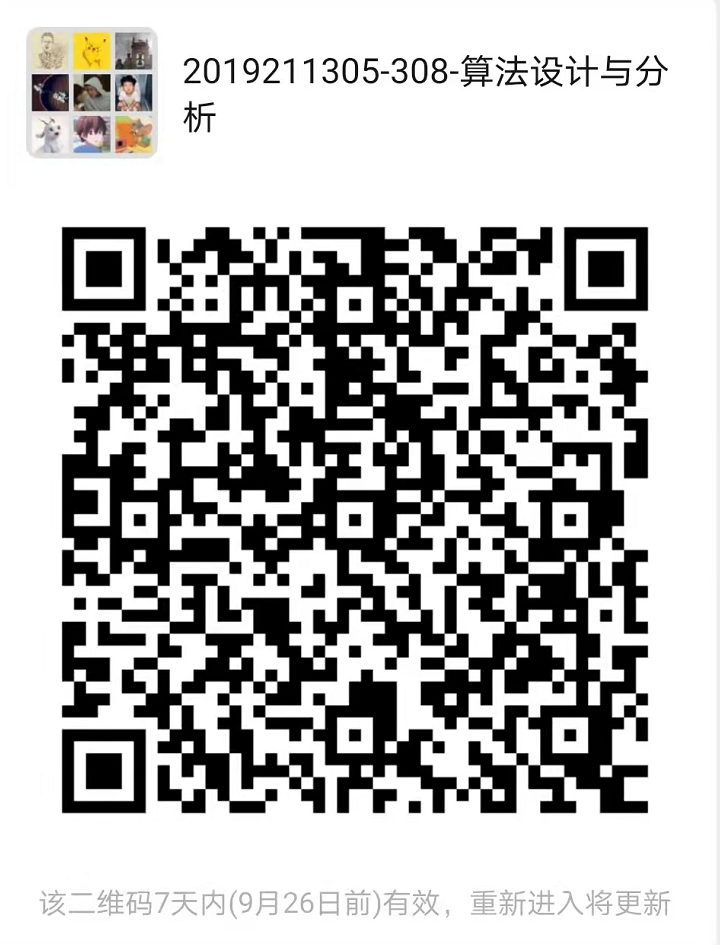 2019211305-308-算法设计与分
析
该二维码7天内(9月26日前)有效，重新进入将更新